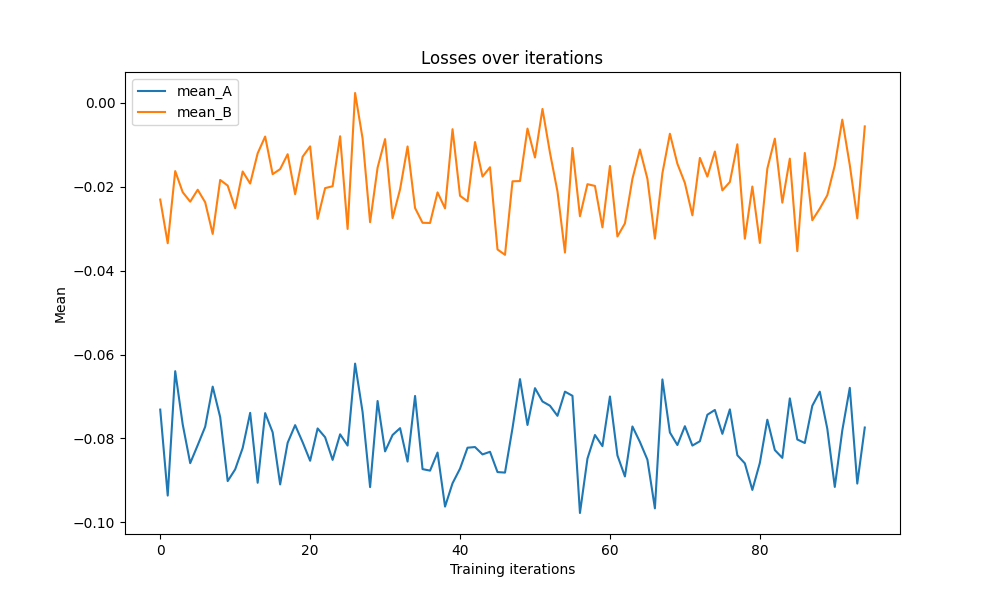 Losses over iterations
mean_A
mean_B
0.00
−0.02
−0.04
−0.06
−0.08
−0.10
Mean
0 20 40 60 80
Training iterations